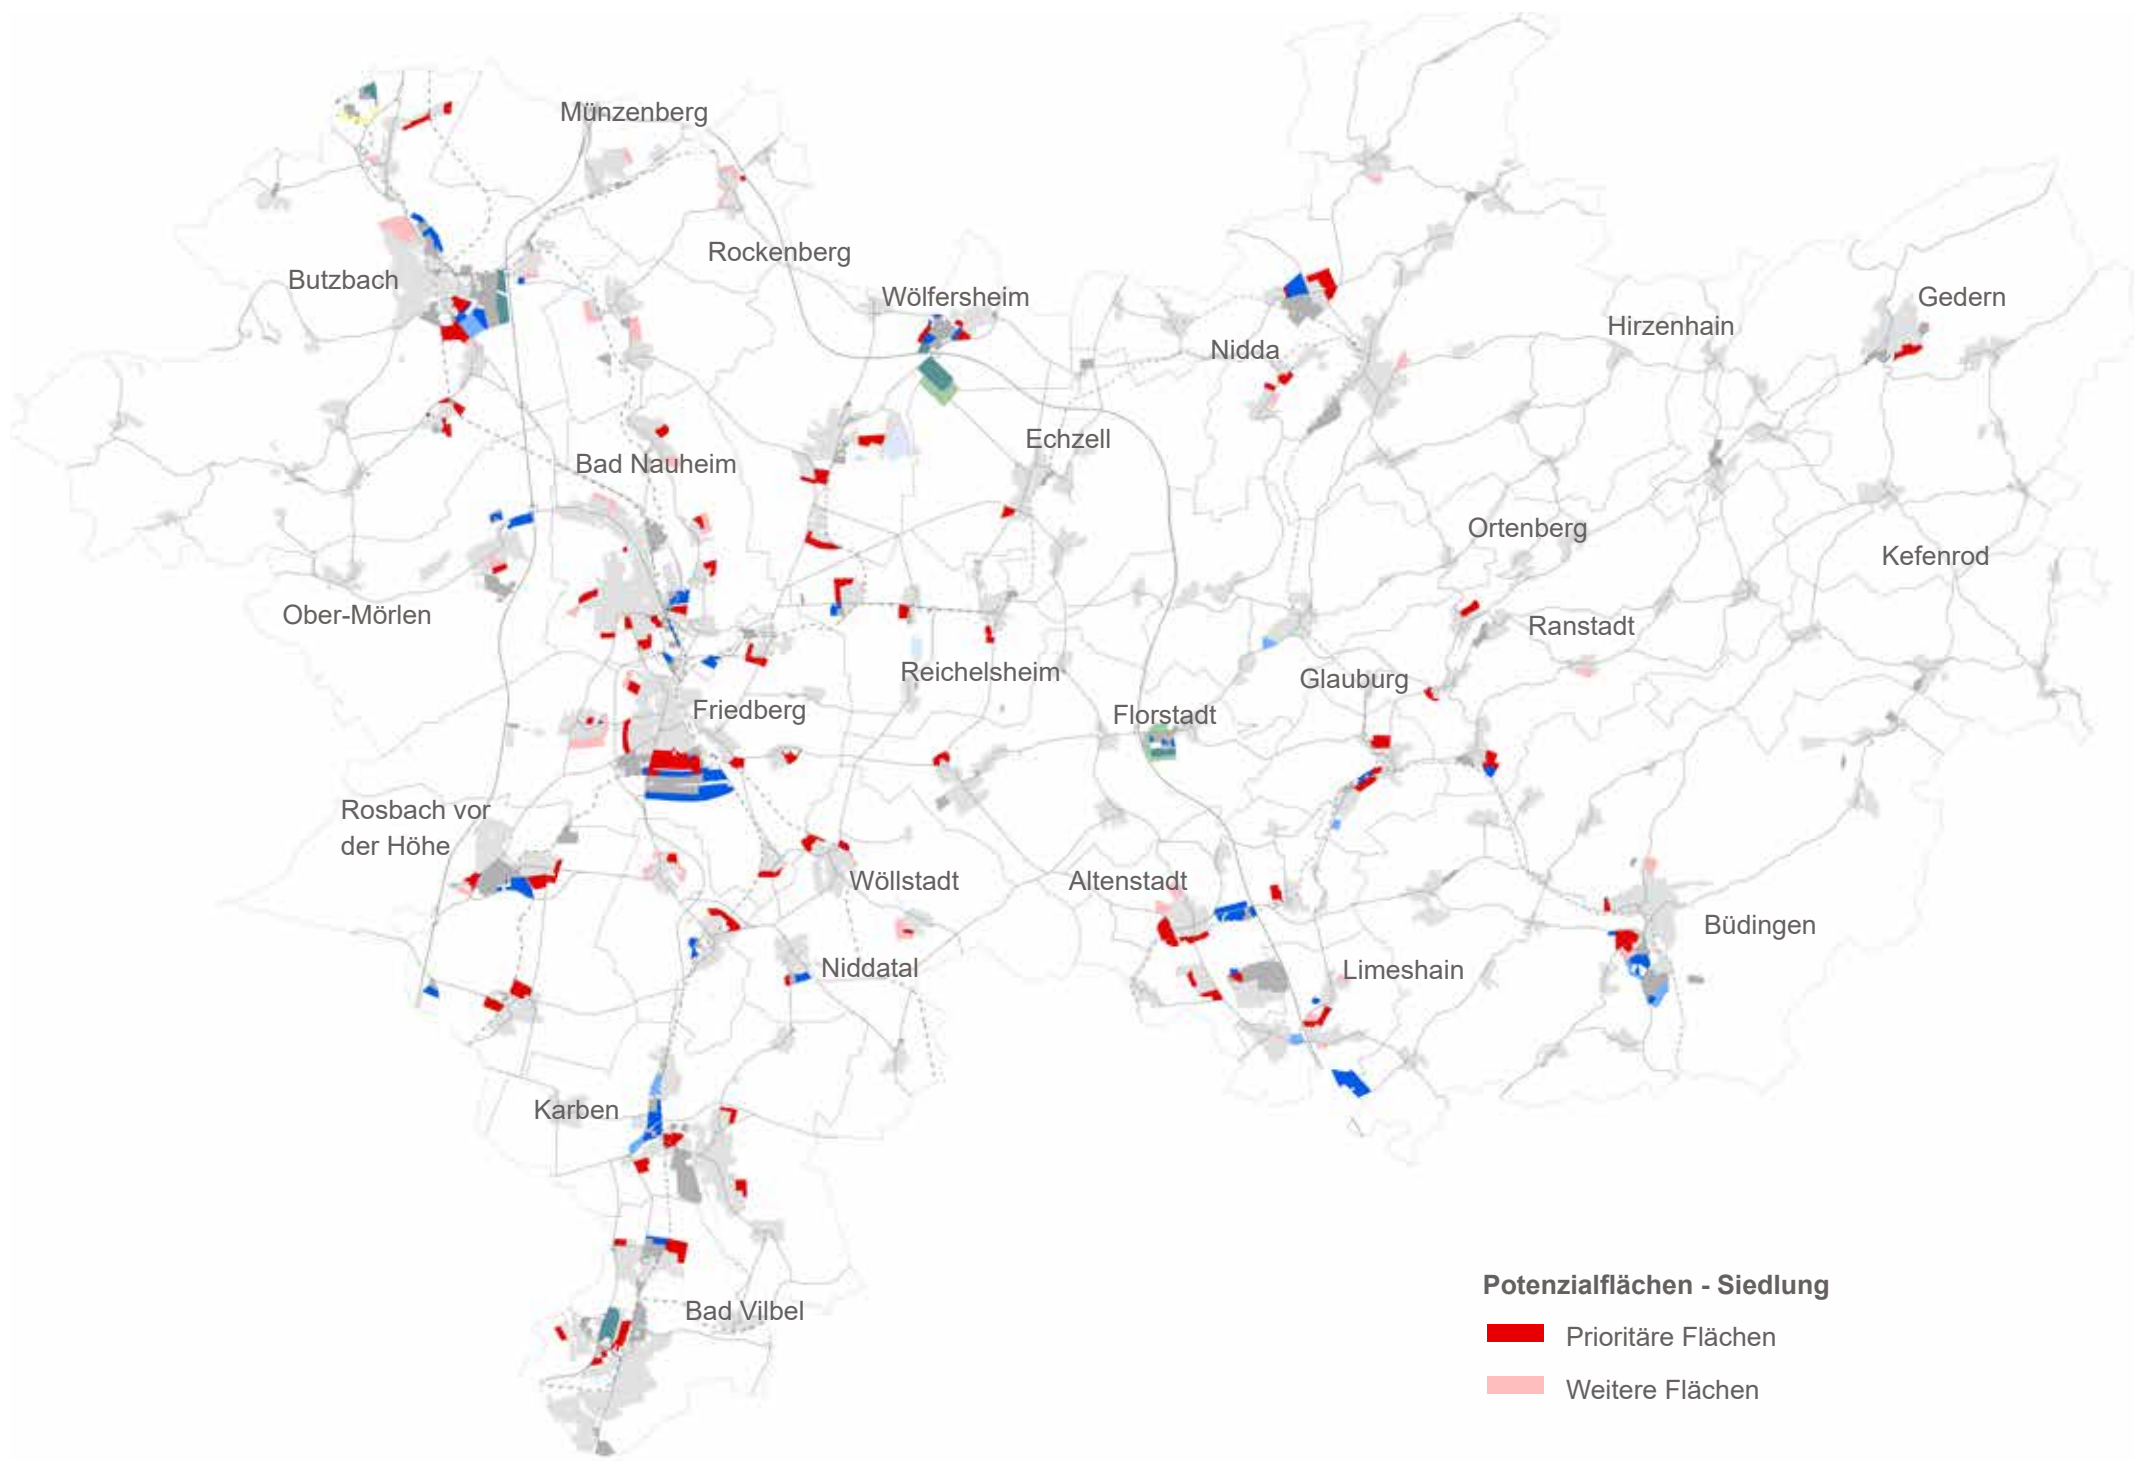 Münzenberg
Rockenberg
Butzbach
Wölfersheim
Gedern
Hirzenhain
Nidda
Echzell
Bad Nauheim
Ortenberg
Kefenrod
Ober-Mörlen
Ranstadt
Reichelsheim
Glauburg
Friedberg
Florstadt
Rosbach vor
der Höhe
Wöllstadt
Altenstadt
Büdingen
Niddatal
Limeshain
Karben
Bad Vilbel
Potenzialflächen - Siedlung
Prioritäre Flächen
Weitere Flächen